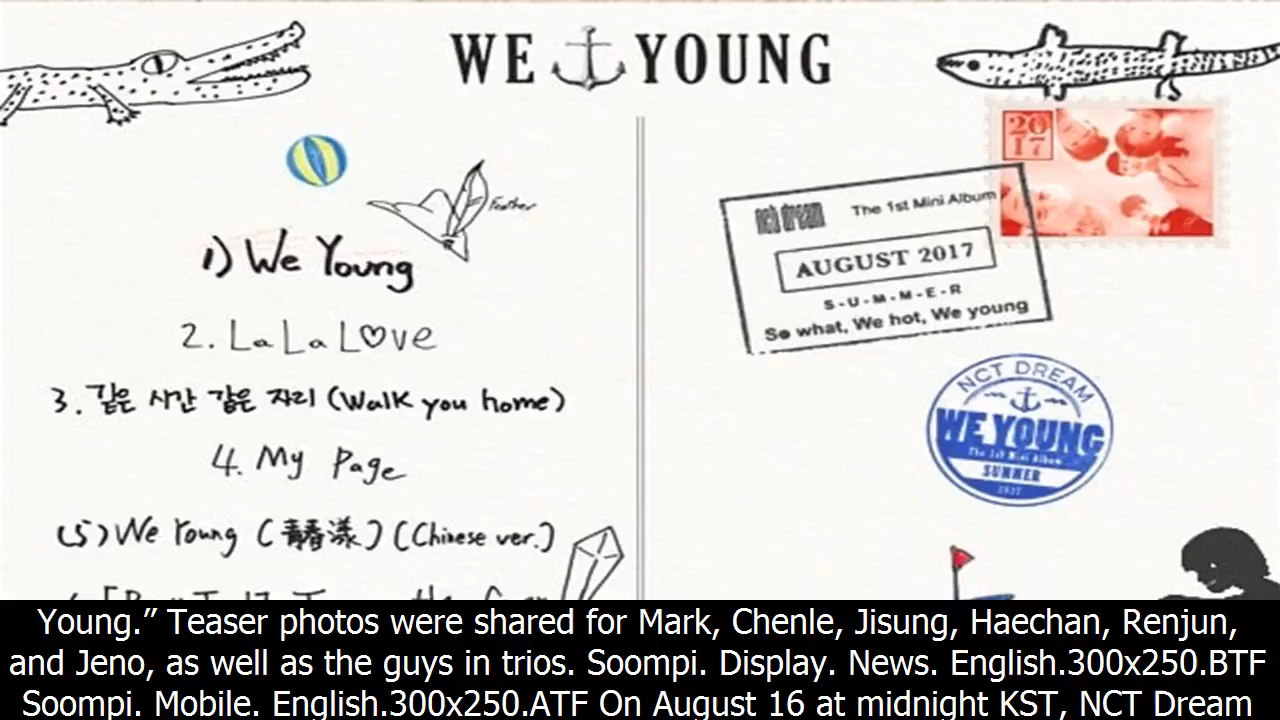 WE YOUNG
Feather
1) We Young
2. La La L♡ve
3. 같은 시간 같은 자리 (Walk you home)
4. My Page
(5) We Young (青春漾) (Chinese ver.)
2017
nct dream The 1st Mini Album
AUGUST 2017
S-U-M-M-E-R
So what, We hot, We young
NCT DREAM
WE YOUNG
The 1st Mini Album
SUMMER
2017
Young.” Teaser photos were shared for Mark, Chenle, Jisung, Haechan, Renjun,
and Jeno, as well as the guys in trios. Soompi. Display. News. English.300x250.BTF
Soompi. Mobile. English.300x250.ATF On August 16 at midnight KST, NCT Dream